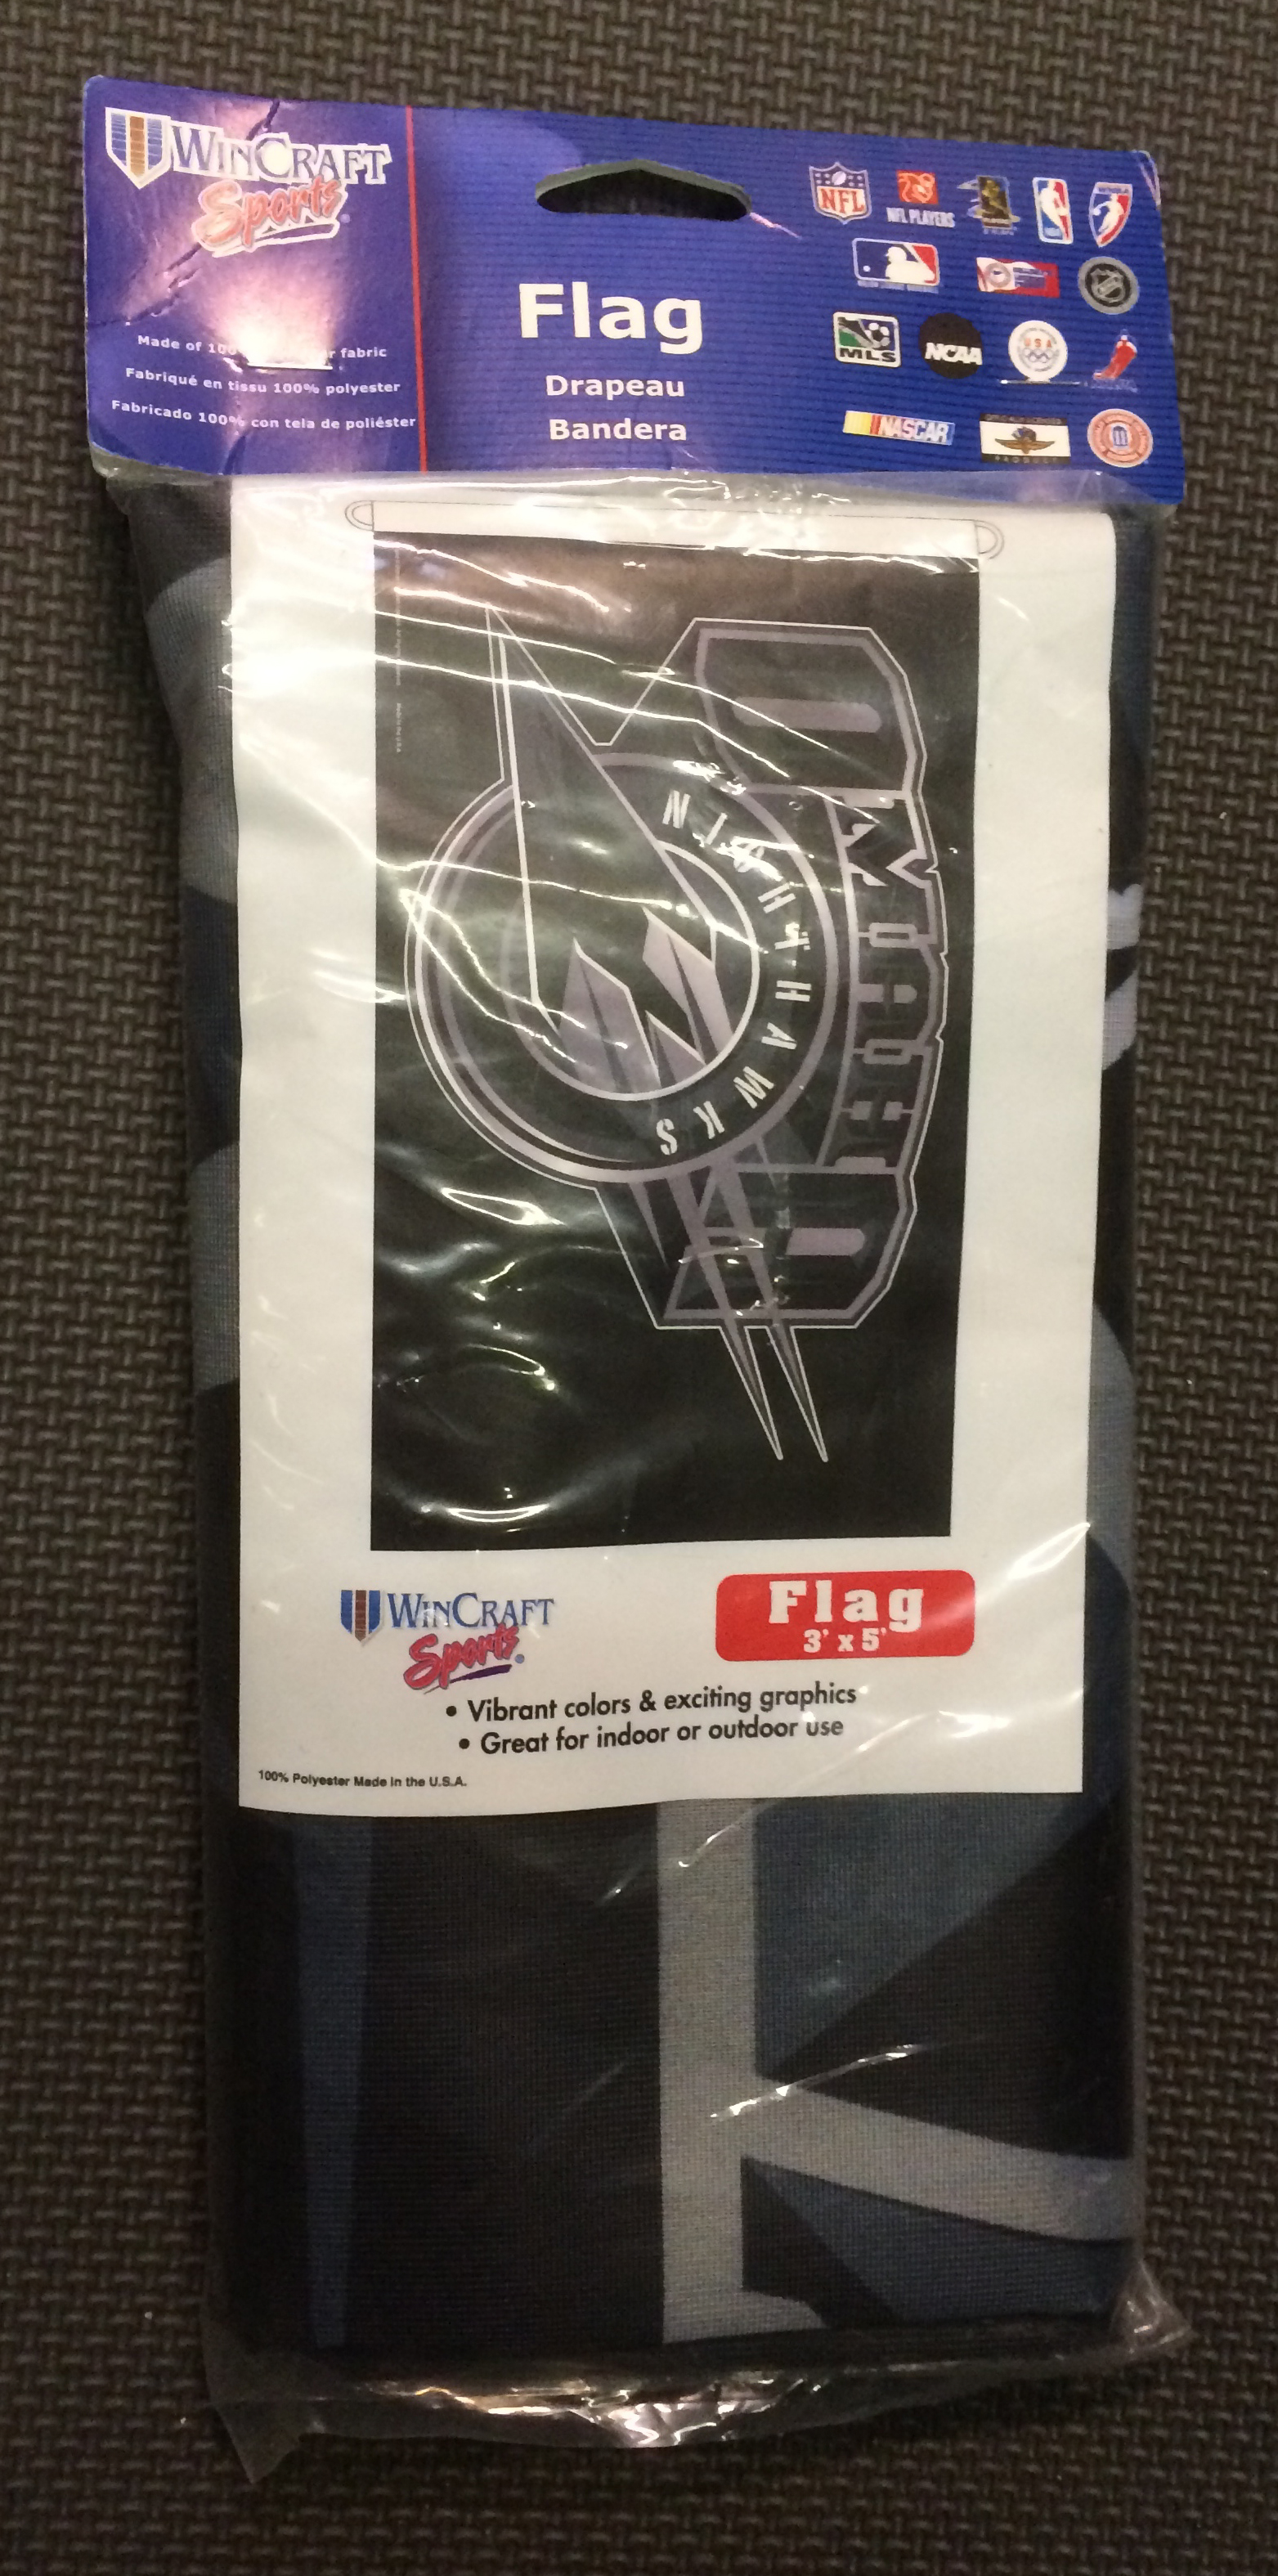 WINCRAFT
Sports®
Made of 100% r fabric
Fabriqué en tissu 100% polyester
Fabricado 100% con tela de poliéster
Flag
Drapeau
Bandera
NFL
NFL PLAYERS
MLS
NCAA
USA
NASCAR
NIGHTHAWKS
OMAHA
WINCRAFT
Sports®
Flag
3' x 5'
• Vibrant colors & exciting graphics
• Great for indoor or outdoor use
100% Polyester Made in the U.S.A.